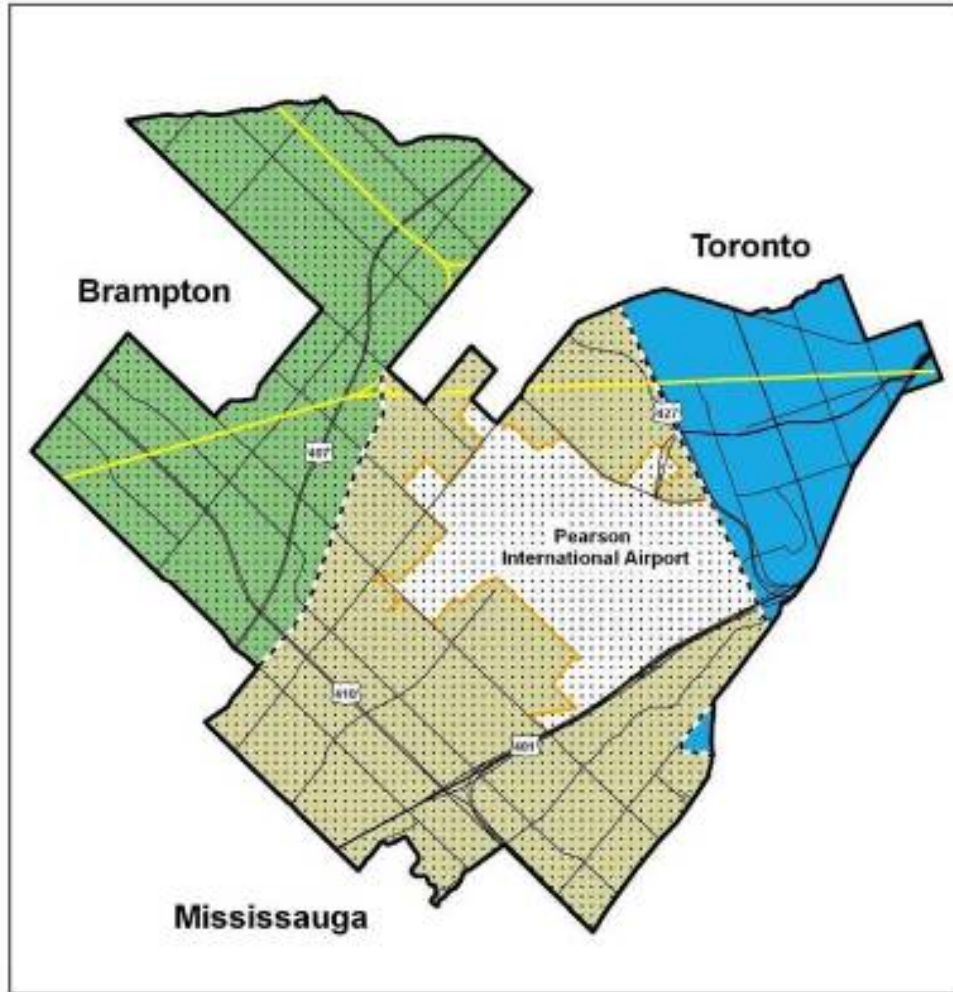 Toronto
Brampton
427
407
Pearson
International Airport
410
401
Mississauga